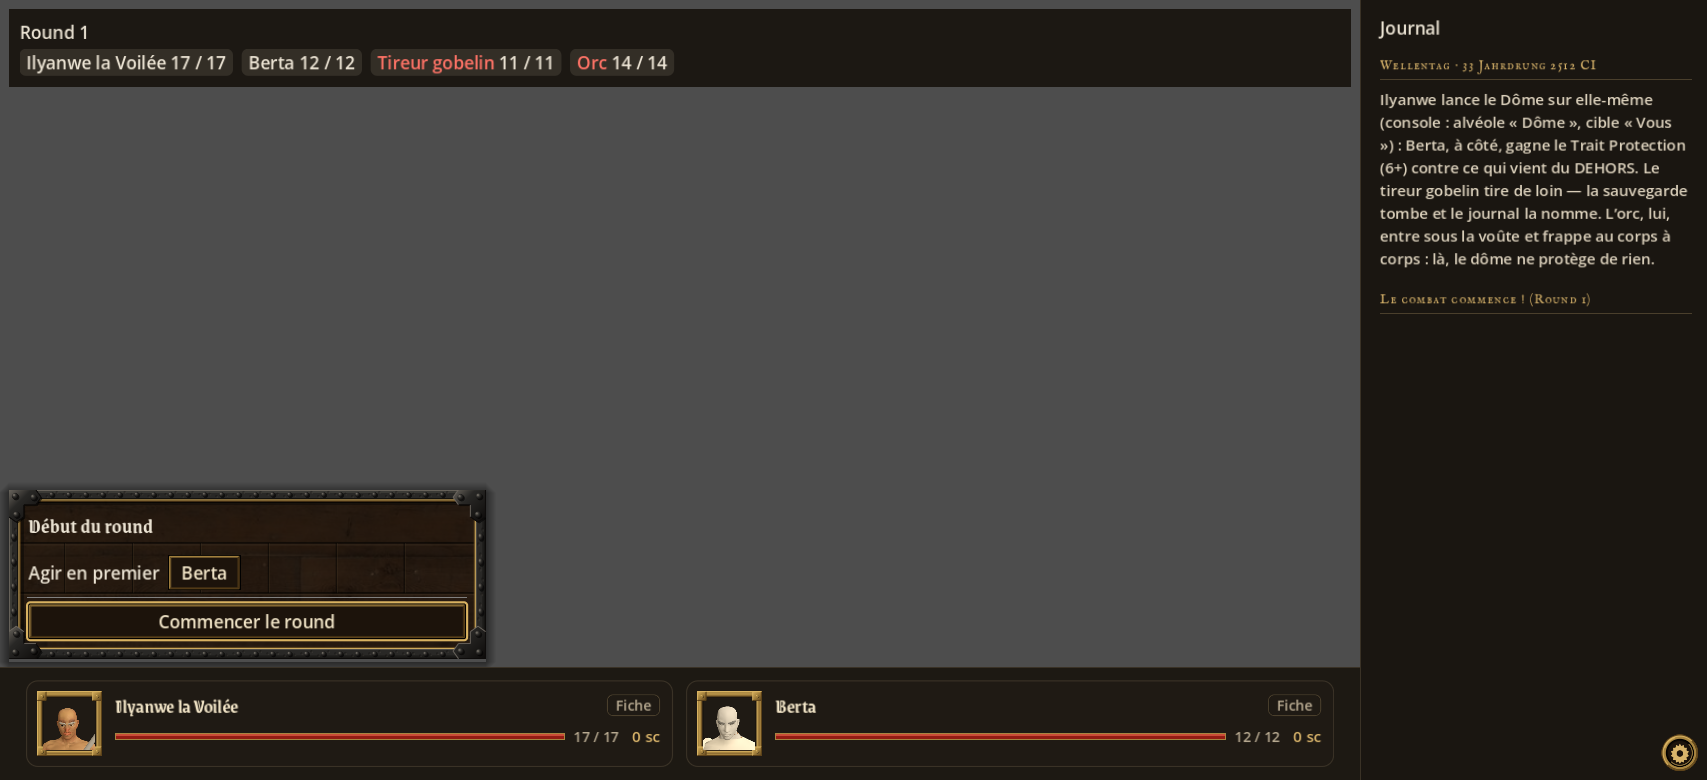 Round 1
Ilyanwe la Voilée 17 / 17 Berta 12 / 12 Tireur gobelin 11 / 11 Orc 14 / 14
Début du round
Agir en premier Berta
Commencer le round
Ilyanwe la Voilée Fiche
17 / 17 0 sc
Berta Fiche
12 / 12 0 sc
Journal
Wellentag · 33 Jahrdrung 2512 CI
Ilyanwe lance le Dôme sur elle-même
(console : alvéole « Dôme », cible « Vous
») : Berta, à côté, gagne le Trait Protection
(6+) contre ce qui vient du DEHORS. Le
tireur gobelin tire de loin — la sauvegarde
tombe et le journal la nomme. L’orc, lui,
entre sous la voûte et frappe au corps à
corps : là, le dôme ne protège de rien.
Le combat commence ! (Round 1)